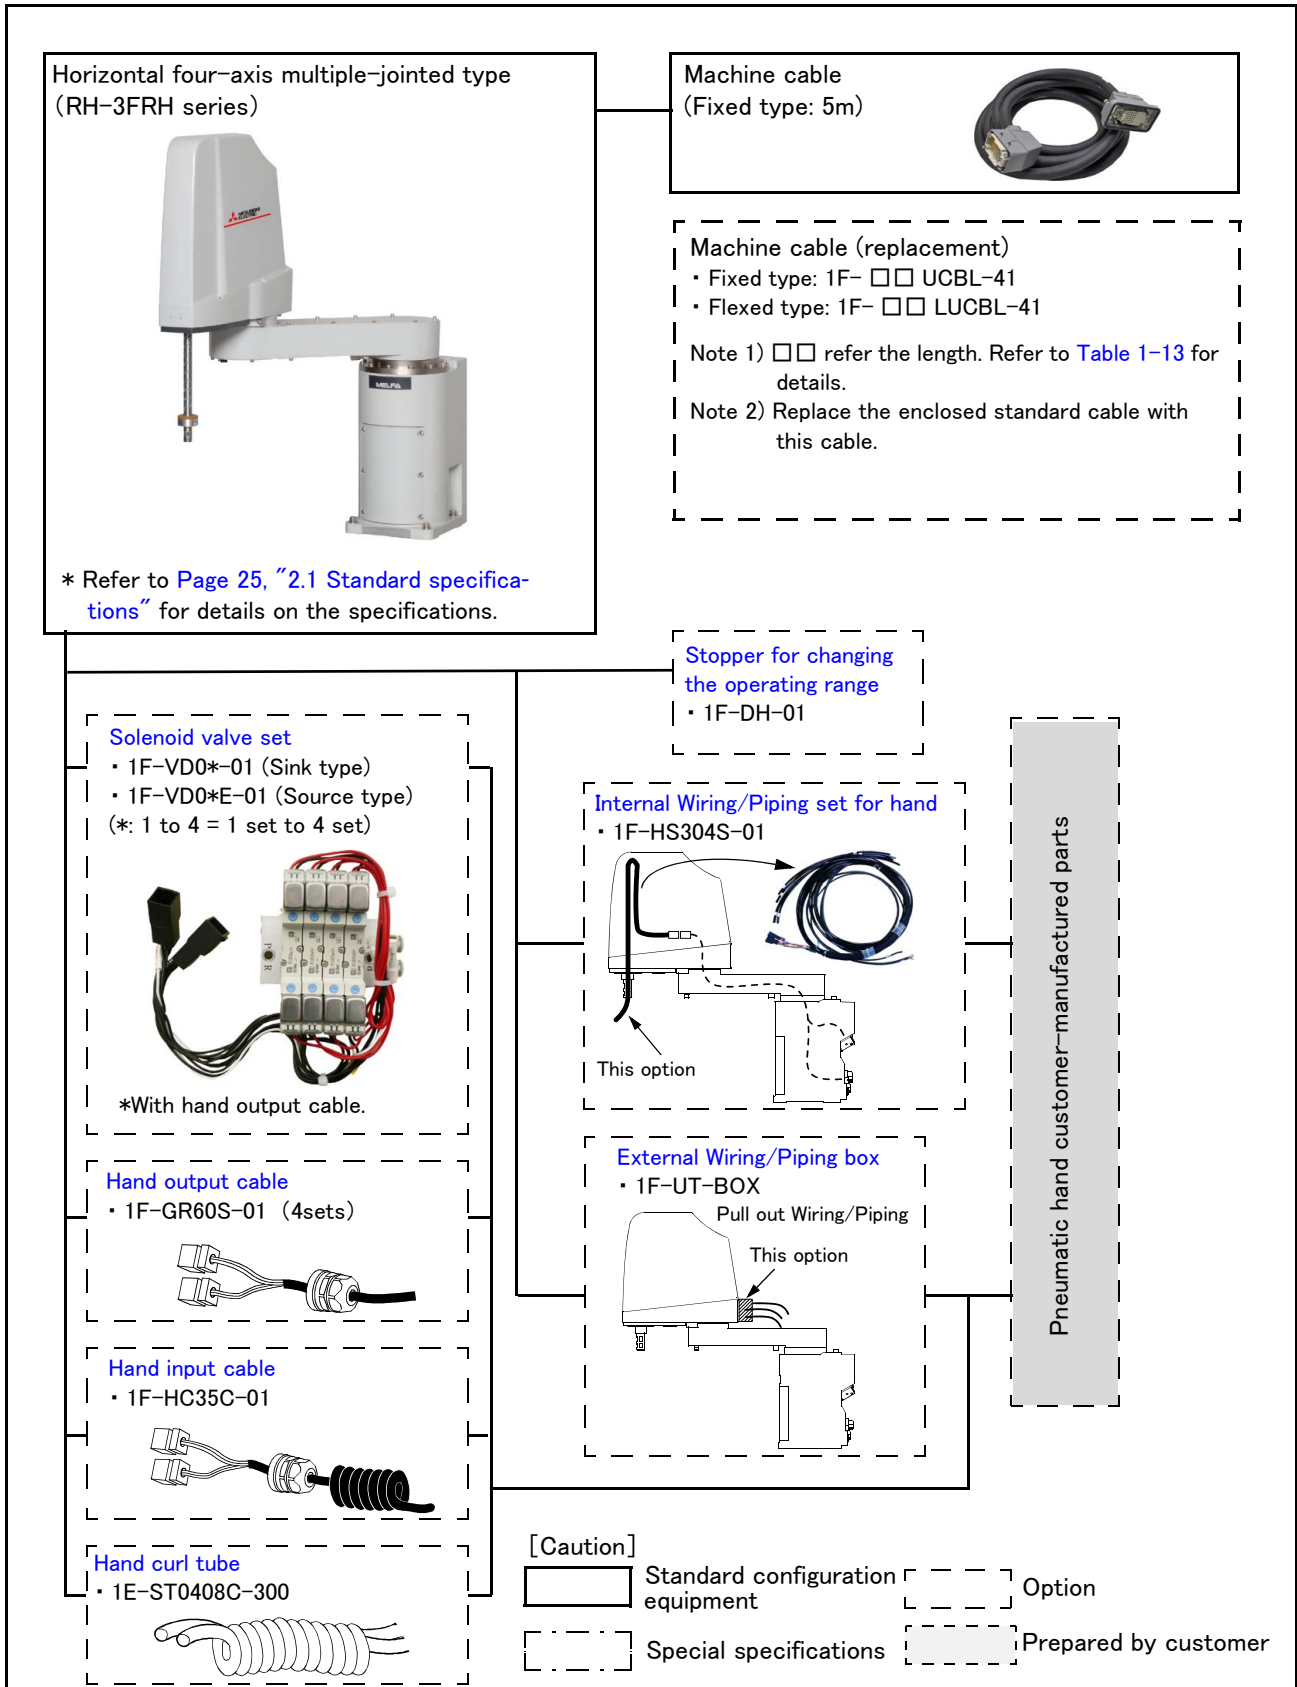 Horizontal four-axis multiple-jointed type
(RH-3FRH series)
MITSUBISHI
ELECTRIC
MELFA
* Refer to Page 25, "2.1 Standard specifica-
tions" for details on the specifications.
Machine cable
(Fixed type: 5m)
Machine cable (replacement)
・Fixed type: 1F- □□ UCBL-41
・Flexed type: 1F- □□ LUCBL-41
Note 1) □□ refer the length. Refer to Table 1-13 for
details.
Note 2) Replace the enclosed standard cable with
this cable.
Stopper for changing
the operating range
・1F-DH-01
Solenoid valve set
・1F-VD0*-01 (Sink type)
・1F-VD0*E-01 (Source type)
(*: 1 to 4 = 1 set to 4 set)
P
R
*With hand output cable.
Internal Wiring/Piping set for hand
・1F-HS304S-01
This option
External Wiring/Piping box
・1F-UT-BOX
Pull out Wiring/Piping
This option
Hand output cable
・1F-GR60S-01 (4sets)
Hand input cable
・1F-HC35C-01
Hand curl tube
・1E-ST0408C-300
Pneumatic hand customer-manufactured parts
[Caution]
Standard configuration
equipment
Option
Special specifications
Prepared by customer